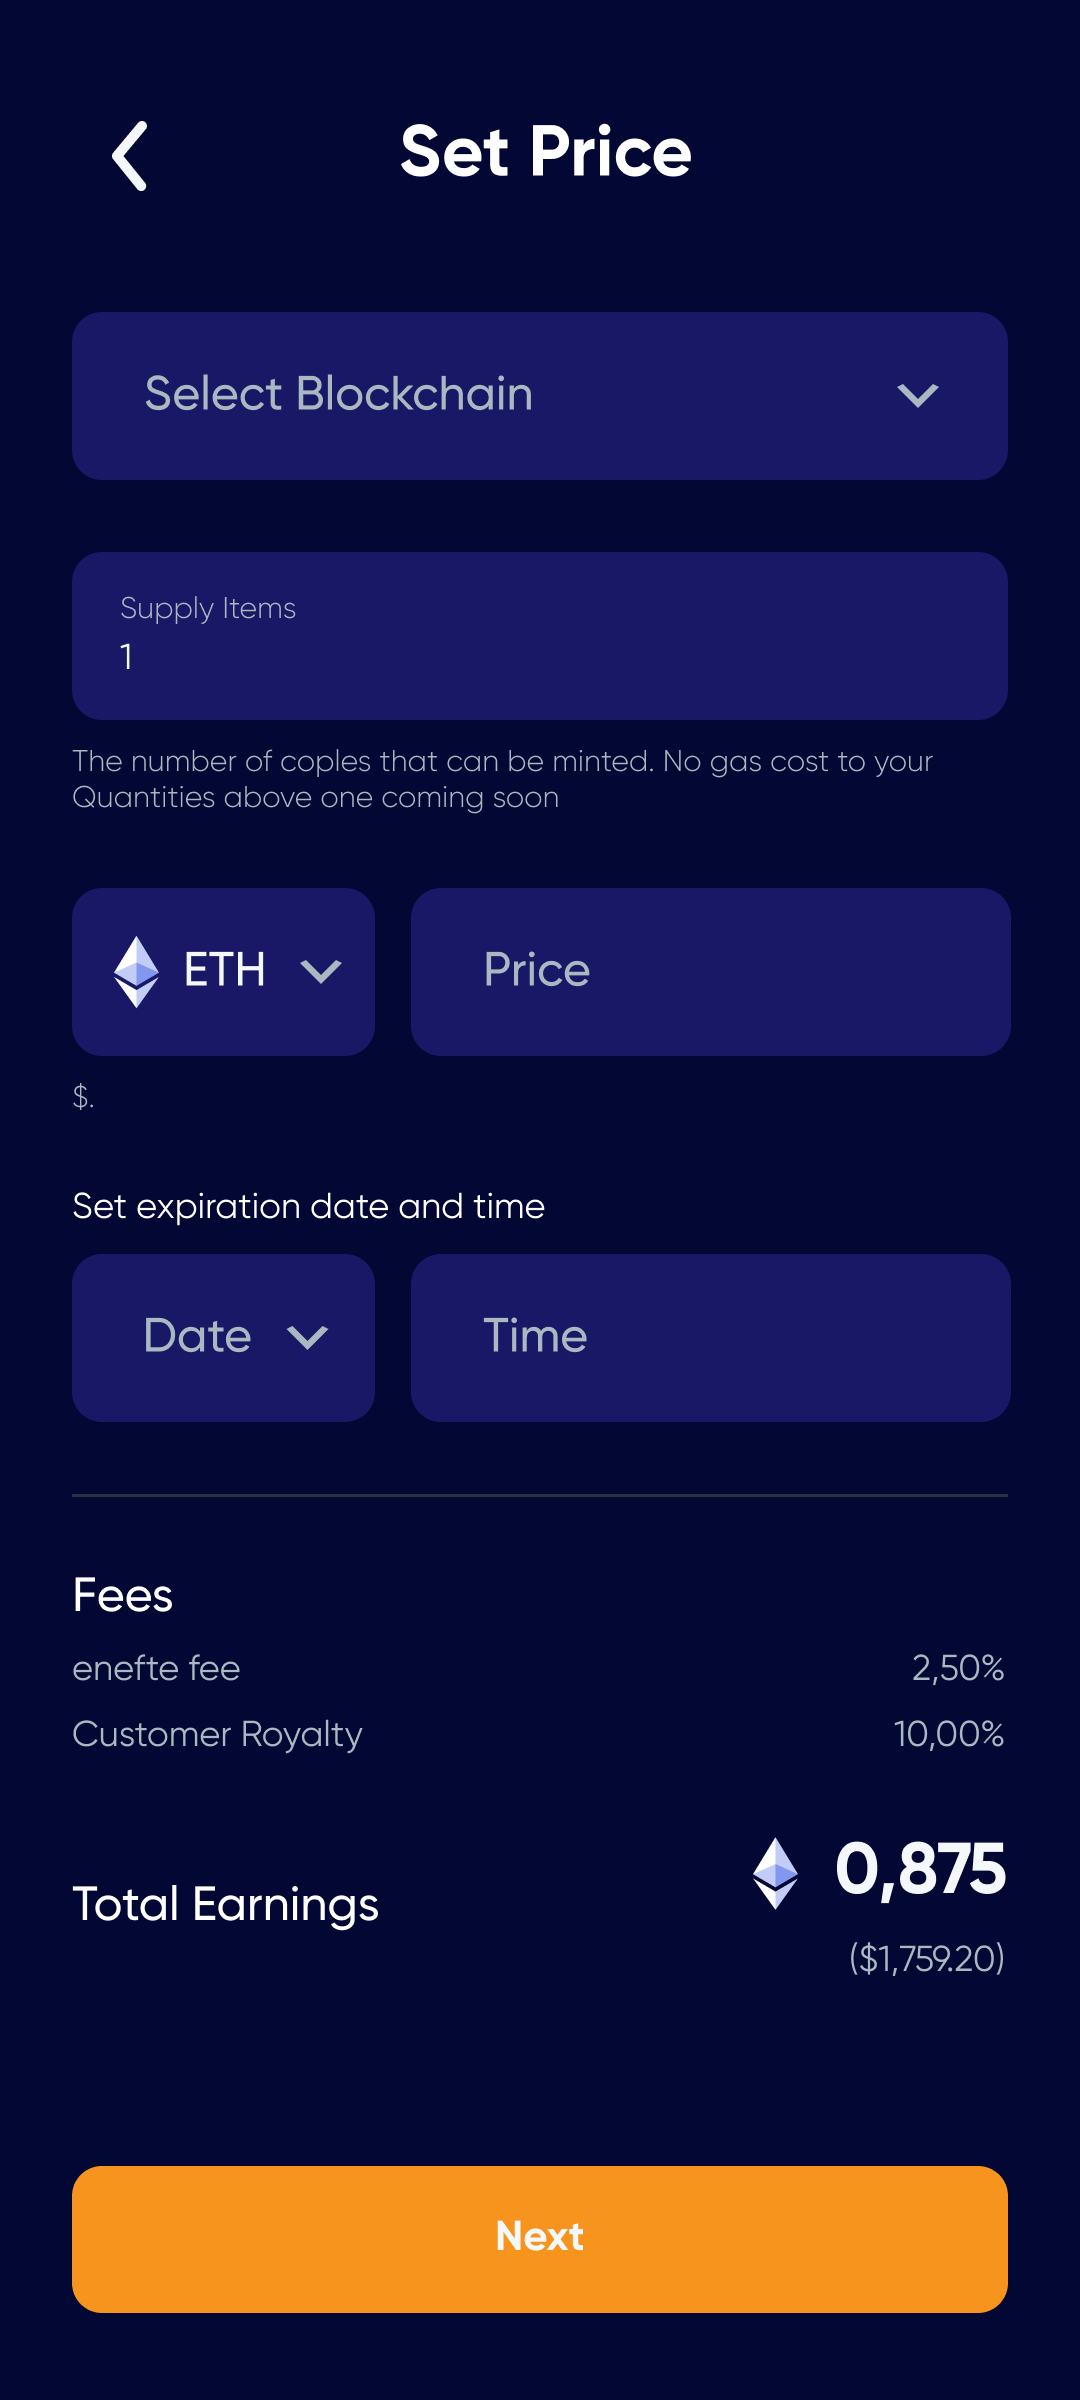 Set Price
Select Blockchain
Supply Items
1
The number of coples that can be minted. No gas cost to your
Quantities above one coming soon
ETH
Price
$.
Set expiration date and time
Date
Time
Fees
enefte fee
2,50%
Customer Royalty
10,00%
Total Earnings
0,875
($1,759.20)
Next